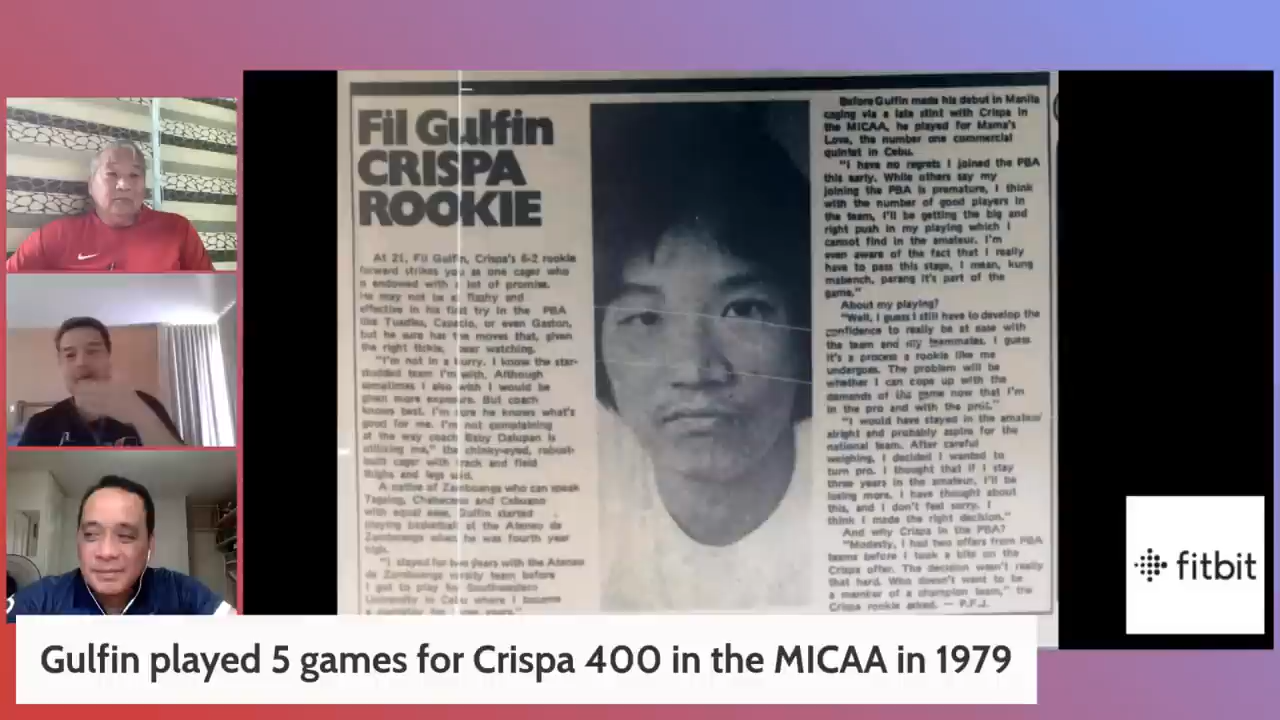 Fil Gulfin
CRISPA
ROOKIE
At 21, Fil Gulfin, Crispa's 6-2 rookie
forward strikes you as one cager who
is endowed with a lot of promise.
He may not be as flashy and
effective in his first try in the PBA
like Tuadles, Capacio, or even Gaston,
but he sure has the moves that, given
the right tickle, bear watching.
"I'm not in a hurry. I know the star-
studded team I'm with. Although
sometimes I also wish I would be
given more exposure. But coach
knows best. I'm sure he knows what's
good for me. I'm not complaining
at the way coach Baby Dalupan is
utilizing me," the chinky-eyed, robust-
built cager with track and field
thighs and legs said.
A native of Zamboanga who can speak
Tagalog, Chabacano and Cebuano
with equal ease, Gulfin started
playing basketball at the Ateneo de
Zamboanga when he was fourth year
high.
"I stayed for two years with the Ateneo
de Zamboanga varsity team before
I got to play for Southwestern
University in Cebu where I became
Before Gulfin made his debut in Manila
caging via a late stint with Crispa in
the MICAA, he played for Mama's
Love, the number one commercial
quintet in Cebu.
"I have no regrets I joined the PBA
this early. While others say my
joining the PBA is premature, I think
with the number of good players in
the team, I'll be getting the big and
right push in my playing which I
cannot find in the amateur. I'm
even aware of the fact that I really
have to pass this stage, I mean, kung
mabench, parang it's part of the
game."
About my playing?
"Well, I guess I still have to develop the
confidence to really be at ease with
the team and my teammates. I guess
it's a process a rookie like me
undergoes. The problem will be
whether I can cope up with the
demands of the game now that I'm
in the pro and with the pros."
"I would have stayed in the amateur
alright and probably aspire for the
national team. After careful
weighing, I decided I wanted to
turn pro. I thought that if I stay
three years in the amateur, I'll be
losing more. I have thought about
this, and I don't feel sorry. I
think I made the right decision."
And why Crispa in the PBA?
"Modesty, I had two offers from PBA
teams before I took a bite on the
Crispa offer. The decision wasn't really
that hard. Who doesn't want to be
a member of a champion team," the
Crispa rookie asked. — P.F.J.
fitbit
Gulfin played 5 games for Crispa 400 in the MICAA in 1979